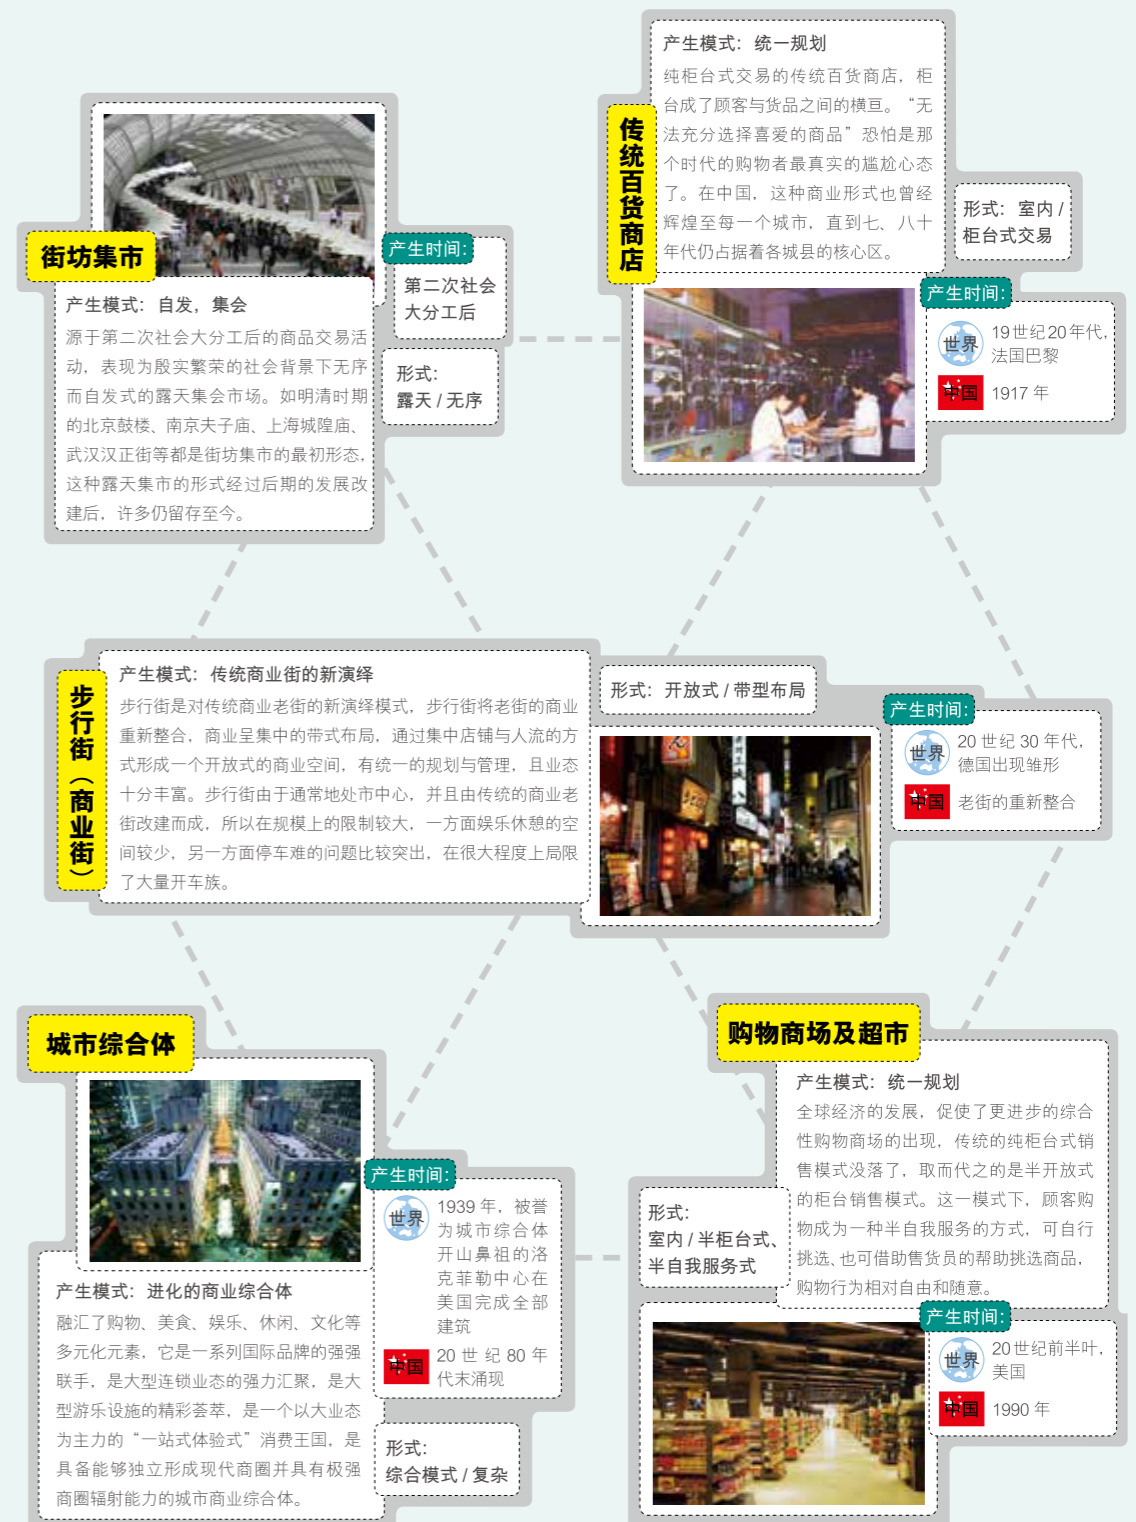 街坊集市
产生模式：自发，集会
源于第二次社会大分工后的商品交易活
动，表现为殷实繁荣的社会背景下无序
而自发式的露天集会市场。如明清时期
的北京鼓楼、南京夫子庙、上海城隍庙、
武汉汉正街等都是街坊集市的最初形态，
这种露天集市的形式经过后期的发展改
建后，许多仍留存至今。
产生时间：
第二次社会
大分工后
形式：
露天 / 无序
传统百货商店
产生模式：统一规划
纯柜台式交易的传统百货商店，柜
台成了顾客与货品之间的横亘。“无
法充分选择喜爱的商品”恐怕是那
个时代的购物者最真实的尴尬心态
了。在中国，这种商业形式也曾经
辉煌至每一个城市，直到七、八十
年代仍占据着各城县的核心区。
形式：室内 /
柜台式交易
产生时间：
世界
19 世纪 20 年代，
法国巴黎
中国
1917 年
步行街（商业街）
产生模式：传统商业街的新演绎
步行街是对传统商业老街的新演绎模式，步行街将老街的商业
重新整合，商业呈集中的带式布局，通过集中店铺与人流的方
式形成一个开放式的商业空间，有统一的规划与管理，且业态
十分丰富。步行街由于通常地处市中心，并且由传统的商业老
街改建而成，所以在规模上的限制较大，一方面娱乐休憩的空
间较少，另一方面停车难的问题比较突出，在很大程度上局限
了大量开车族。
形式：开放式 / 带型布局
产生时间：
世界
20 世纪 30 年代，
德国出现雏形
中国
老街的重新整合
城市综合体
产生模式：进化的商业综合体
融汇了购物、美食、娱乐、休闲、文化等
多元化元素，它是一系列国际品牌的强强
联手，是大型连锁业态的强力汇聚，是大
型游乐设施的精彩荟萃，是一个以大业态
为主力的“一站式体验式”消费王国，是
具备能够独立形成现代商圈并具有极强
商圈辐射能力的城市商业综合体。
产生时间：
世界
1939 年，被誉
为城市综合体
开山鼻祖的洛
克菲勒中心在
美国完成全部
建筑
中国
20 世 纪 80 年
代末涌现
形式：
综合模式 / 复杂
购物商场及超市
产生模式：统一规划
全球经济的发展，促使了更进步的综合
性购物商场的出现，传统的纯柜台式销
售模式没落了，取而代之的是半开放式
的柜台销售模式。这一模式下，顾客购
物成为一种半自我服务的方式，可自行
挑选、也可借助售货员的帮助挑选商品，
购物行为相对自由和随意。
形式：
室内 / 半柜台式、
半自我服务式
产生时间：
世界
20 世纪前半叶，
美国
中国
1990 年